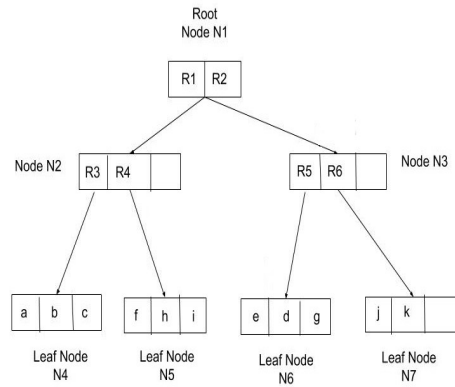 Root
Node N1
R1 R2
Node N2
R3 R4
R5 R6
Node N3
a b c
f h i
e d g
j k
Leaf Node
N4
Leaf Node
N5
Leaf Node
N6
Leaf Node
N7